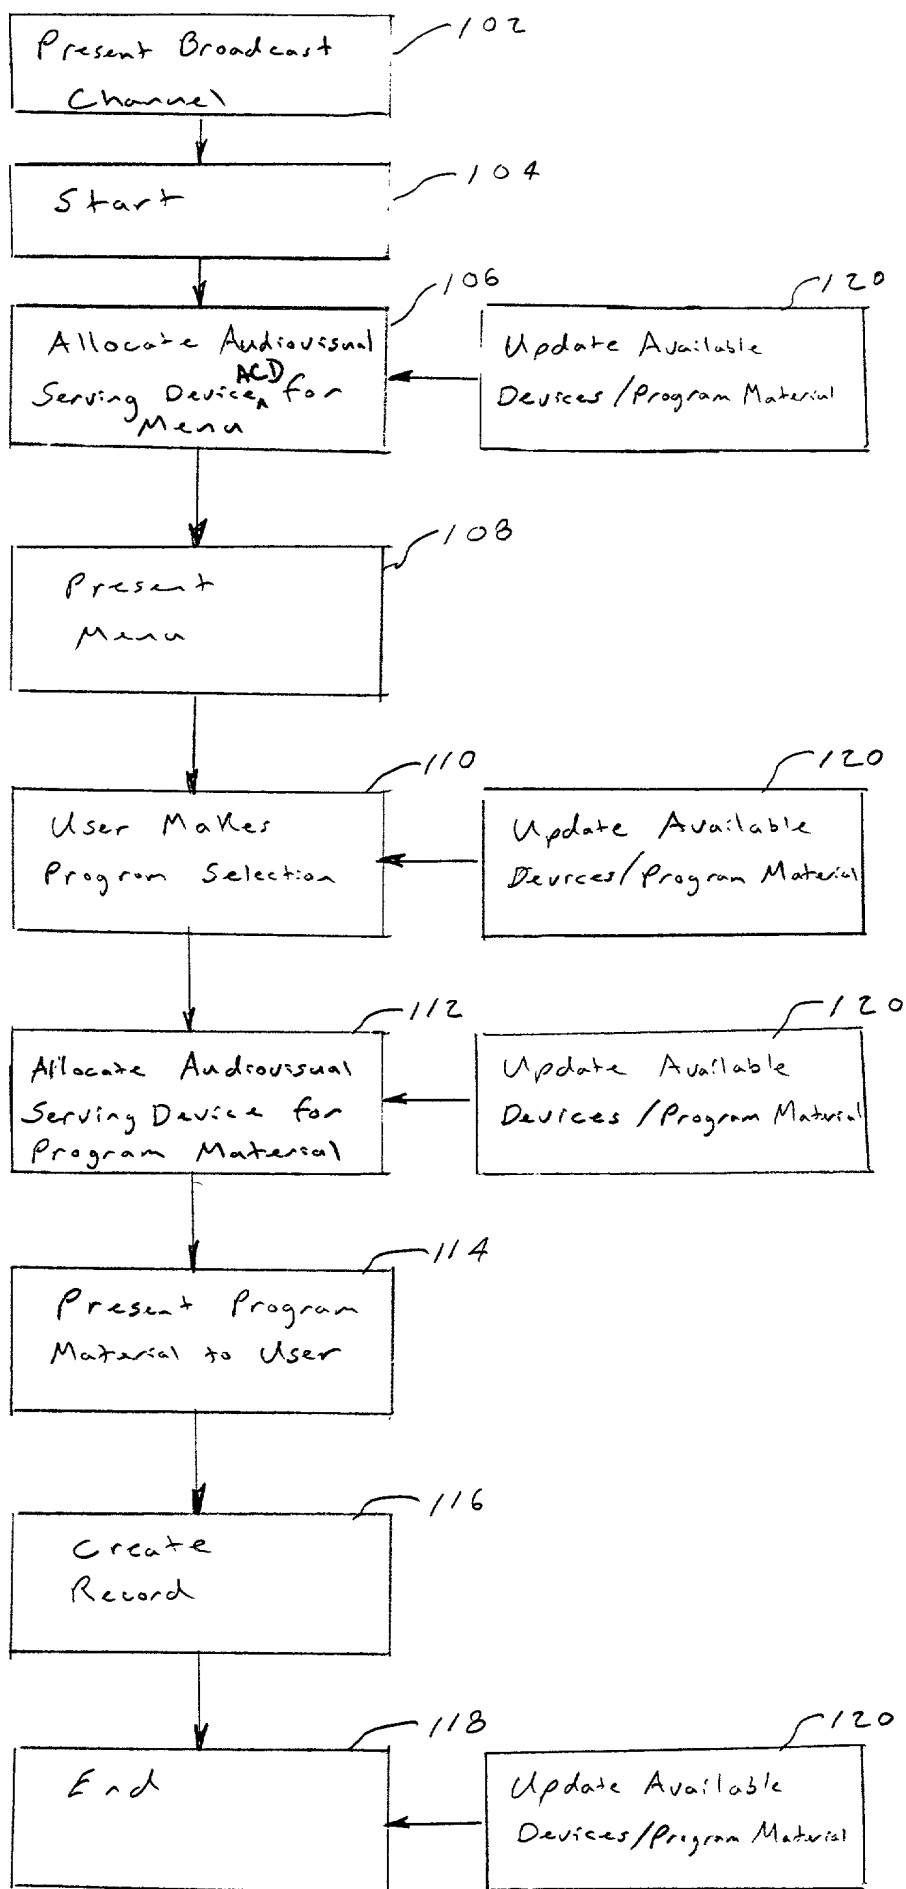 102
Present Broadcast
Channel
104
Start
106
Allocate Audiovisual
ACD
Serving Device^ for
Menu
120
Update Available
Devices/Program Material
108
Present
Menu
110
User Makes
Program Selection
120
Update Available
Devices/Program Material
112
Allocate Audiovisual
Serving Device for
Program Material
120
Update Available
Devices/Program Material
114
Present Program
Material to User
116
Create
Record
118
End
120
Update Available
Devices/Program Material